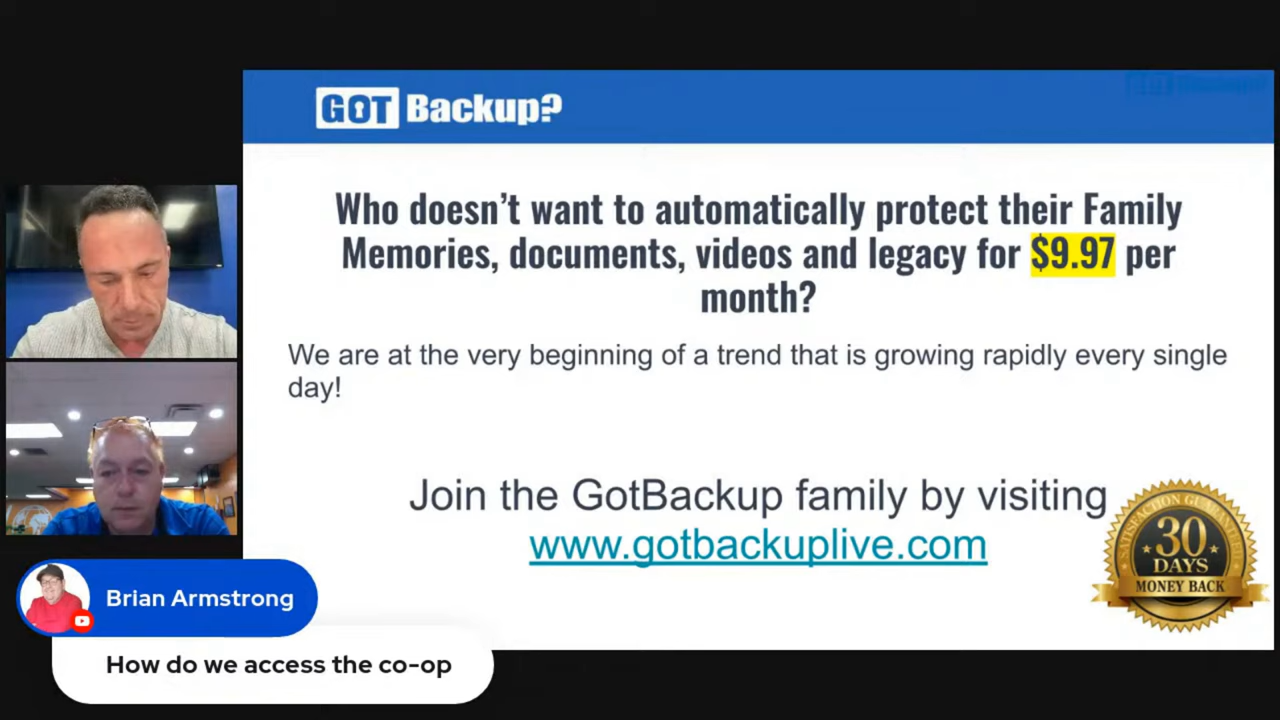 GOT Backup?
Who doesn’t want to automatically protect their Family
Memories, documents, videos and legacy for $9.97 per
month?
We are at the very beginning of a trend that is growing rapidly every single
day!
Join the GotBackup family by visiting
www.gotbackuplive.com
SATISFACTION GUARANTEED
30
DAYS
MONEY BACK
Brian Armstrong
How do we access the co-op